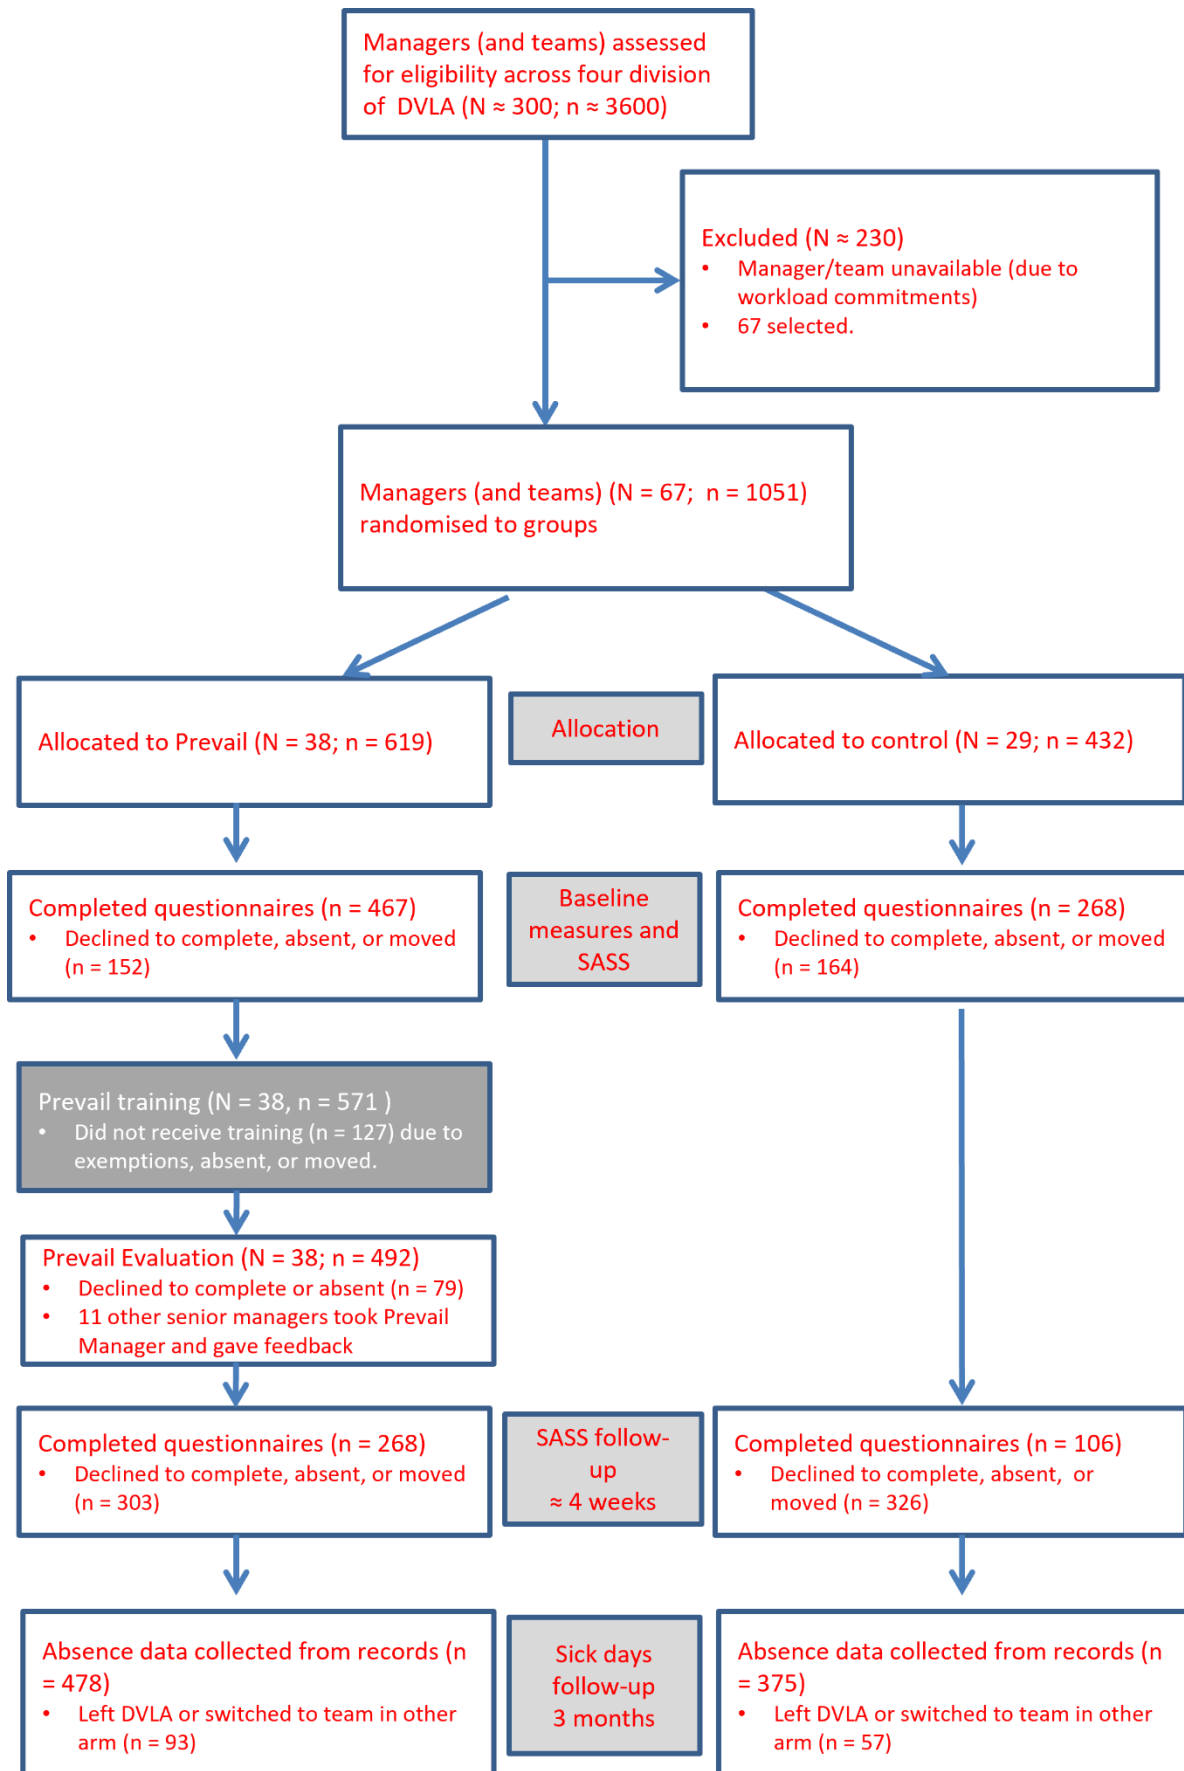 Managers (and teams) assessed
for eligibility across four division
of DVLA (N ≈ 300; n ≈ 3600)
Excluded (N ≈ 230)
• Manager/team unavailable (due to
workload commitments)
• 67 selected.
Managers (and teams) (N = 67; n = 1051)
randomised to groups
Allocated to Prevail (N = 38; n = 619)
Allocation
Allocated to control (N = 29; n = 432)
Completed questionnaires (n = 467)
• Declined to complete, absent, or moved
(n = 152)
Baseline
measures and
SASS
Completed questionnaires (n = 268)
• Declined to complete, absent, or moved
(n = 164)
Prevail training (N = 38, n = 571 )
• Did not receive training (n = 127) due to
exemptions, absent, or moved.
Prevail Evaluation (N = 38; n = 492)
• Declined to complete or absent (n = 79)
• 11 other senior managers took Prevail
Manager and gave feedback
Completed questionnaires (n = 268)
• Declined to complete, absent, or moved
(n = 303)
SASS follow-
up
≈ 4 weeks
Completed questionnaires (n = 106)
• Declined to complete, absent, or
moved (n = 326)
Absence data collected from records (n
= 478)
• Left DVLA or switched to team in other
arm (n = 93)
Sick days
follow-up
3 months
Absence data collected from records (n
= 375)
• Left DVLA or switched to team in other
arm (n = 57)